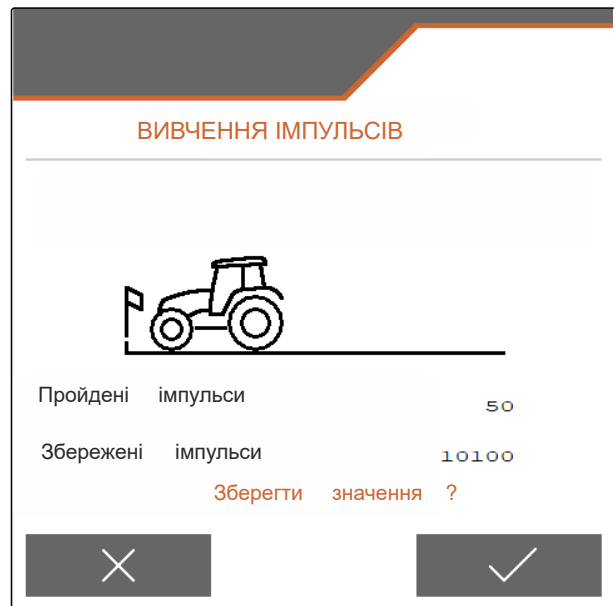 ВИВЧЕННЯ ІМПУЛЬСІВ
Пройдені імпульси 50
Збережені імпульси 10100
Зберегти значення ?